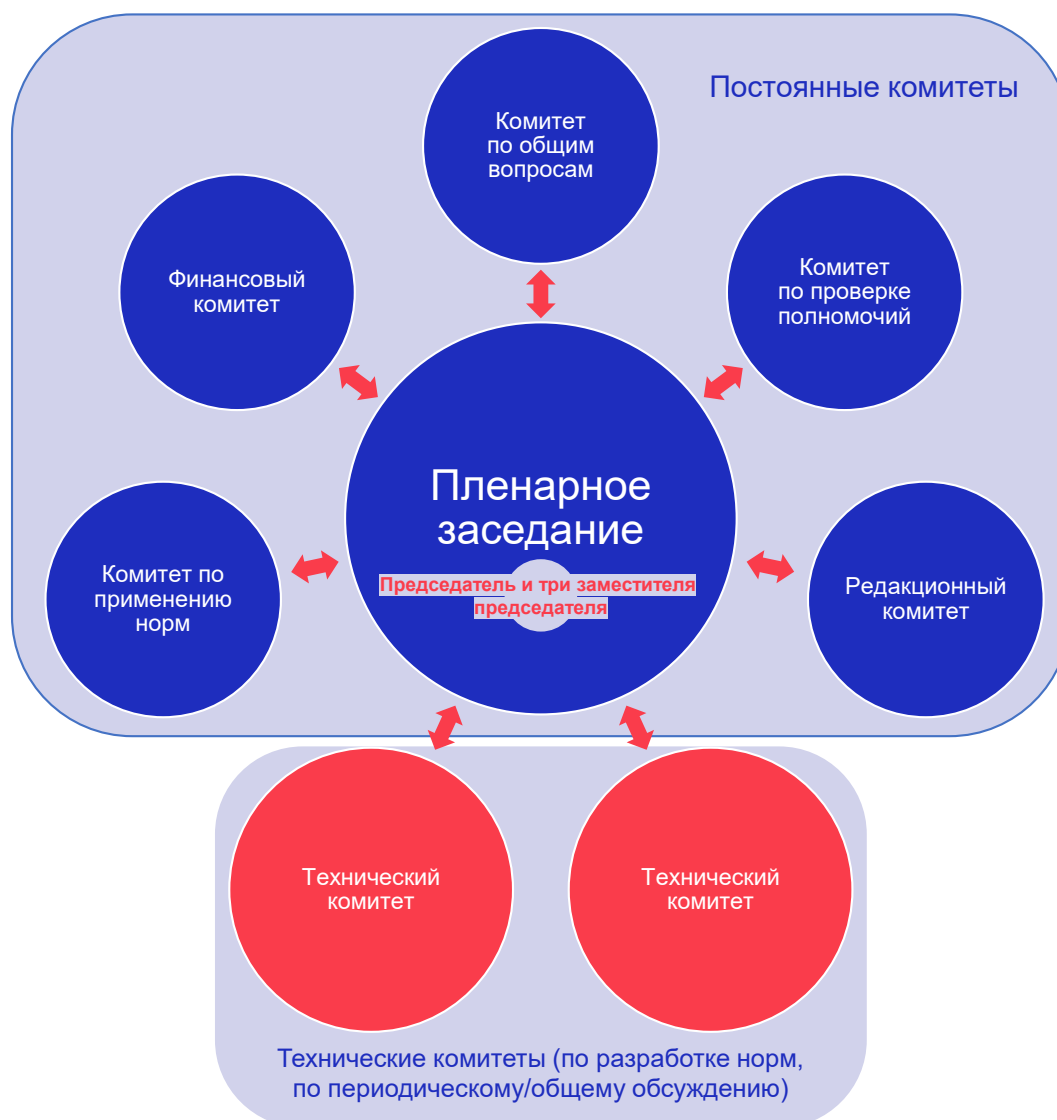 Постоянные комитеты
Комитет
по общим
вопросам
Финансовый
комитет
Комитет
по проверке
полномочий
Пленарное
заседание
Председатель и три заместителя
председателя
Комитет по
применению
норм
Редакционный
комитет
Технический
комитет
Технический
комитет
Технические комитеты (по разработке норм,
по периодическому/общему обсуждению)